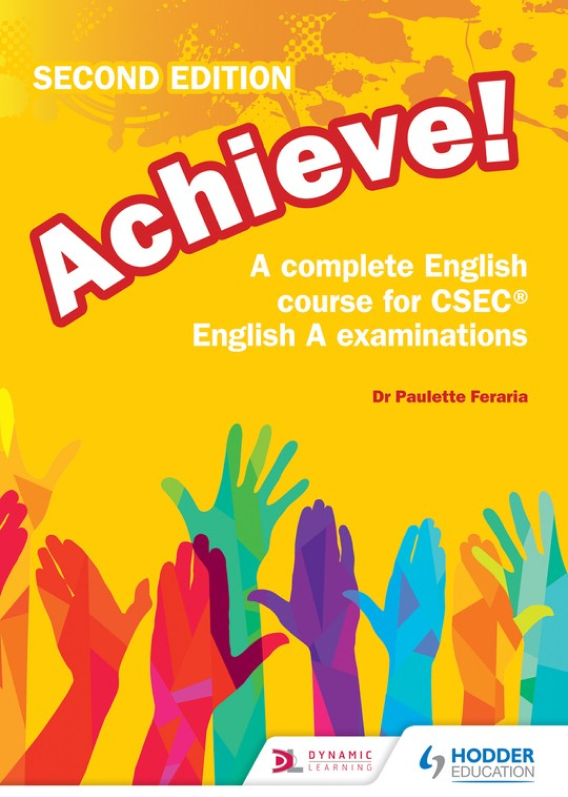 SECOND EDITION
Achieve!
A complete English
course for CSEC®
English A examinations
Dr Paulette Feraria
DL DYNAMIC
LEARNING
HODDER
EDUCATION